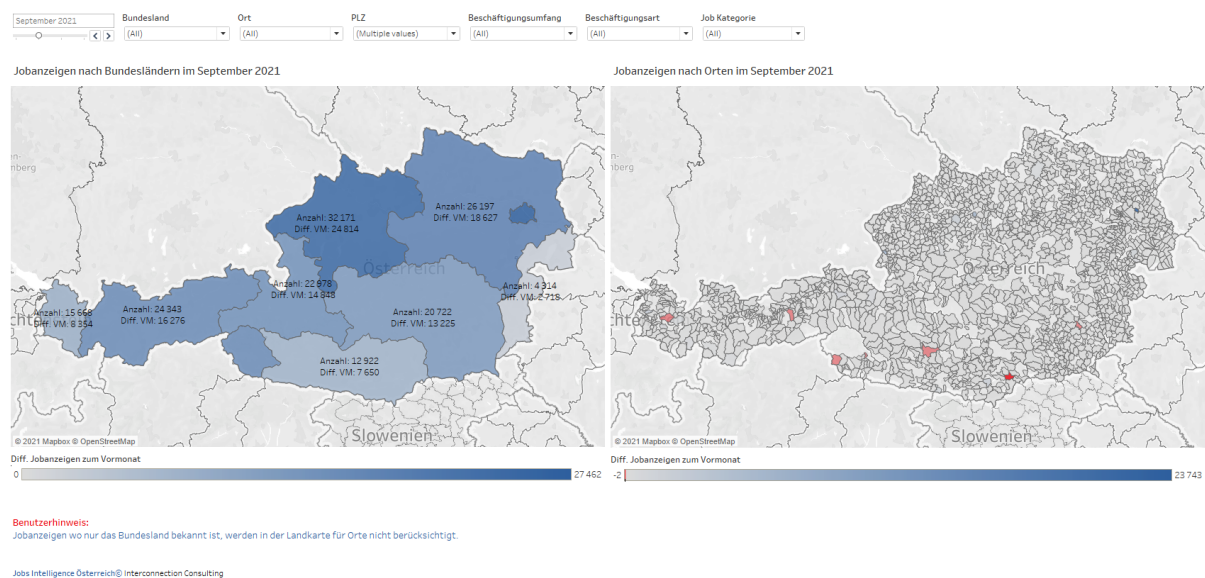 September 2021
Bundesland
Ort
PLZ
Beschäftigungsumfang
Beschäftigungsart
Job Kategorie
(All)
(All)
(Multiple values)
(All)
(All)
(All)
Jobanzeigen nach Bundesländern im September 2021
Anzahl: 32 171
Diff. VM: 24 814
Anzahl: 26 197
Diff. VM: 18 627
Österreich
Anzahl: 22 978
Diff. VM: 14 848
Anzahl: 4 314
Diff. VM: 2 718
Anzahl: 15 668
Diff. VM: 8 354
Anzahl: 24 343
Diff. VM: 16 276
Anzahl: 20 722
Diff. VM: 13 225
Anzahl: 12 922
Diff. VM: 7 650
Slowenien
© 2021 Mapbox © OpenStreetMap
Diff. Jobanzeigen zum Vormonat
0
27 462
Jobanzeigen nach Orten im September 2021
Österreich
Slowenien
© 2021 Mapbox © OpenStreetMap
Diff. Jobanzeigen zum Vormonat
-2
23 743
Benutzerhinweis:
Jobanzeigen wo nur das Bundesland bekannt ist, werden in der Landkarte für Orte nicht berücksichtigt.
Jobs Intelligence Österreich© Interconnection Consulting